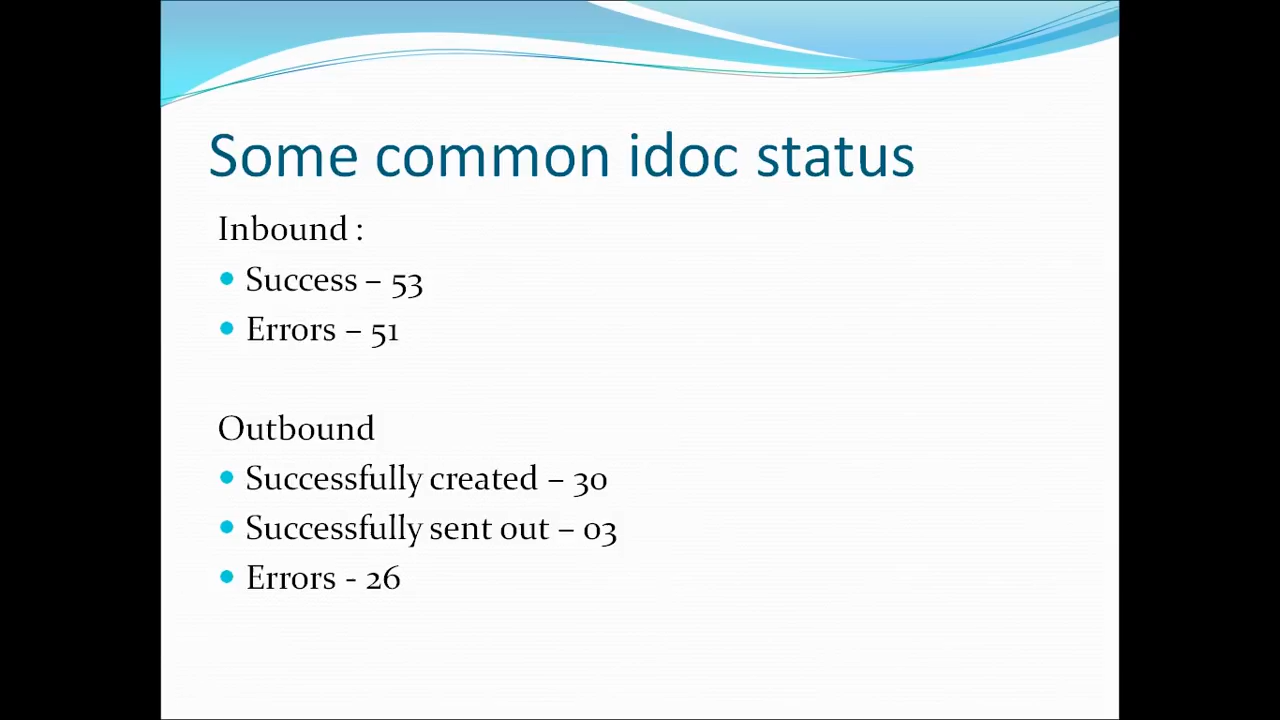 Some common idoc status
Inbound :
Success – 53
Errors – 51
Outbound
Successfully created – 30
Successfully sent out – 03
Errors - 26